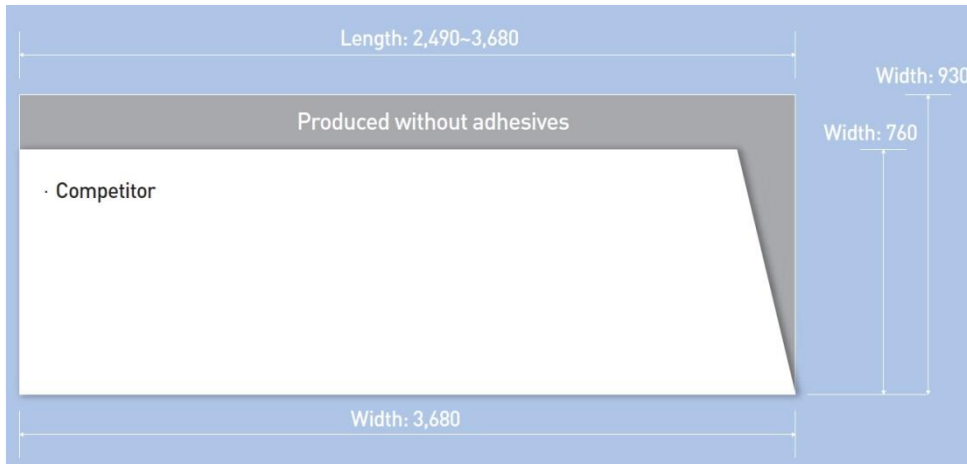 Length: 2,490~3,680
Width: 930
Produced without adhesives
Width: 760
· Competitor
Width: 3,680